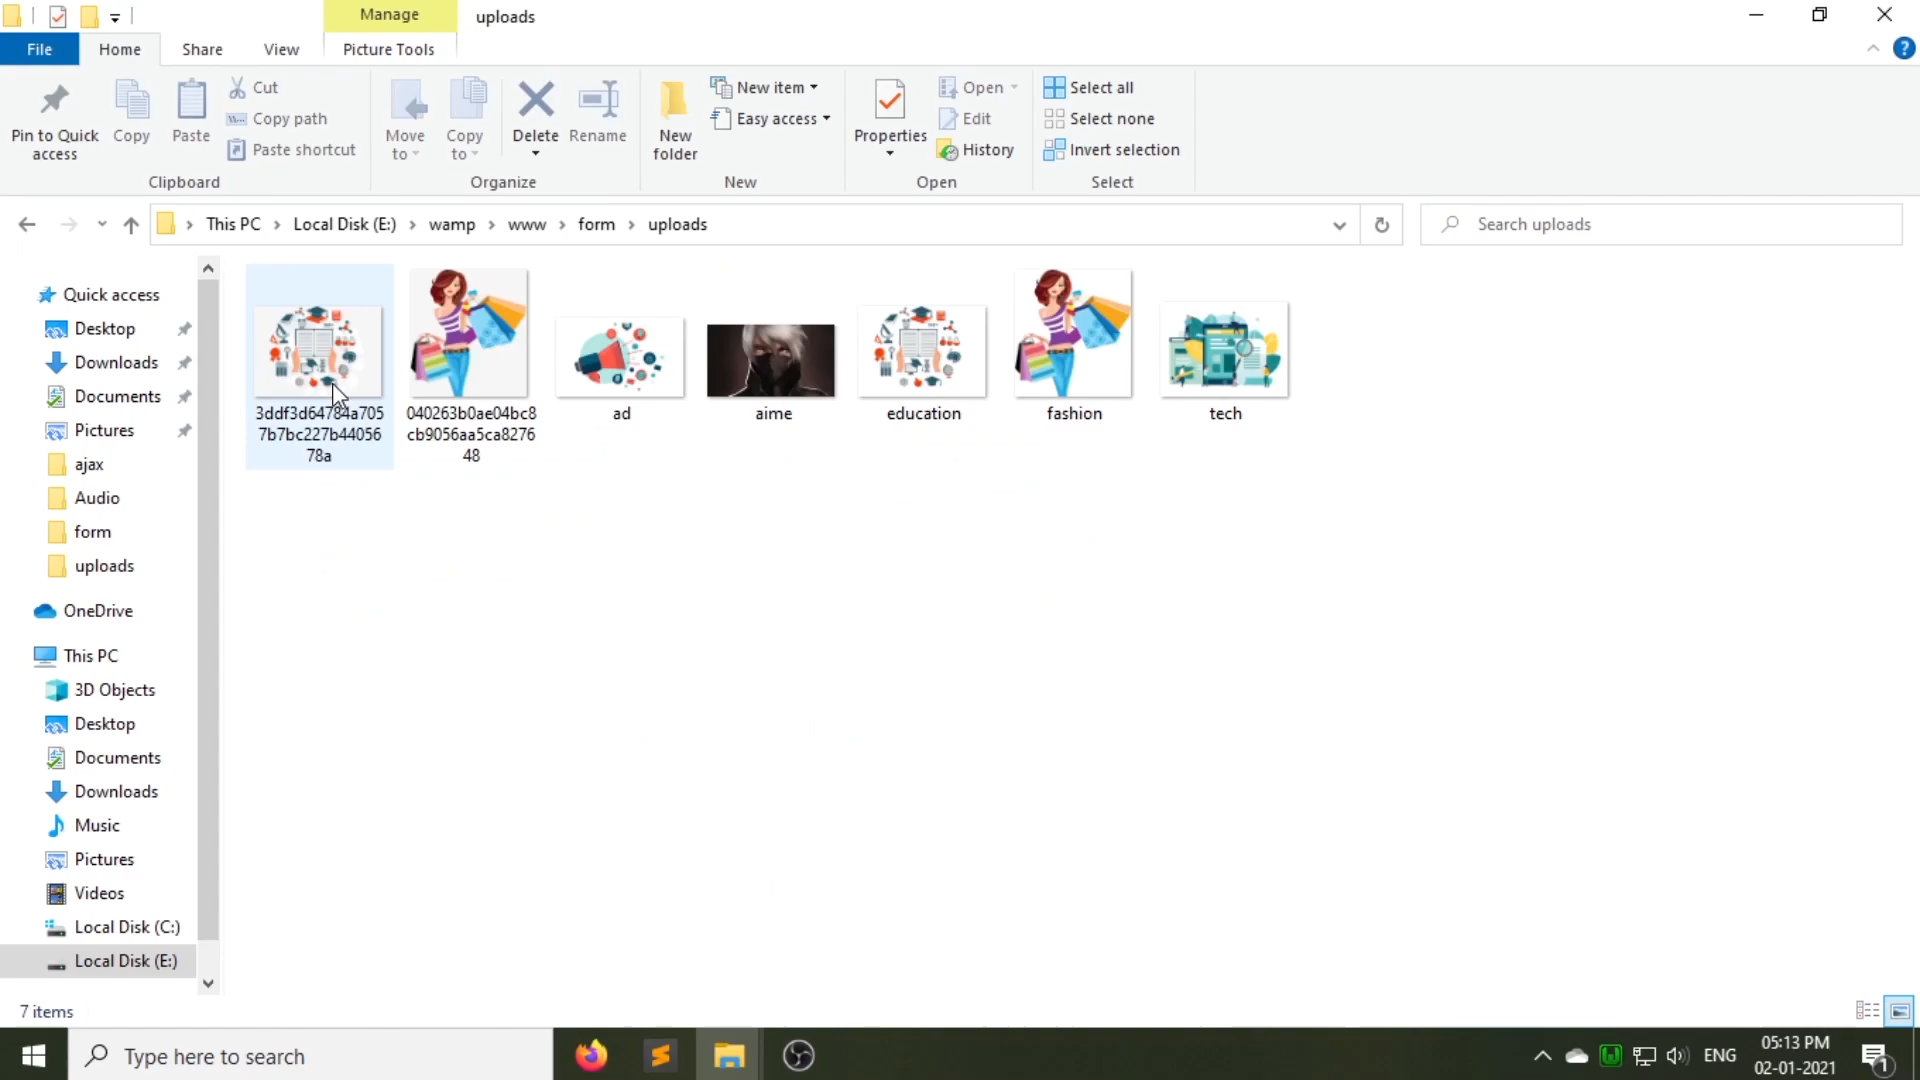 Manage
uploads
File
Home
Share
View
Picture Tools
Pin to Quick access
Copy
Paste
Cut
Copy path
Paste shortcut
Clipboard
Move to
Copy to
Delete
Rename
Organize
New folder
New item
Easy access
New
Properties
Open
Edit
History
Open
Select all
Select none
Invert selection
Select
This PC
Local Disk (E:)
wamp
www
form
uploads
Search uploads
Quick access
Desktop
Downloads
Documents
Pictures
ajax
Audio
form
uploads
OneDrive
This PC
3D Objects
Desktop
Documents
Downloads
Music
Pictures
Videos
Local Disk (C:)
Local Disk (E:)
3ddf3d64784a705
7b7bc227b44056
78a
040263b0ae04bc8
cb9056aa5ca8276
48
ad
aime
education
fashion
tech
7 items
Type here to search
ENG
05:13 PM
02-01-2021
1